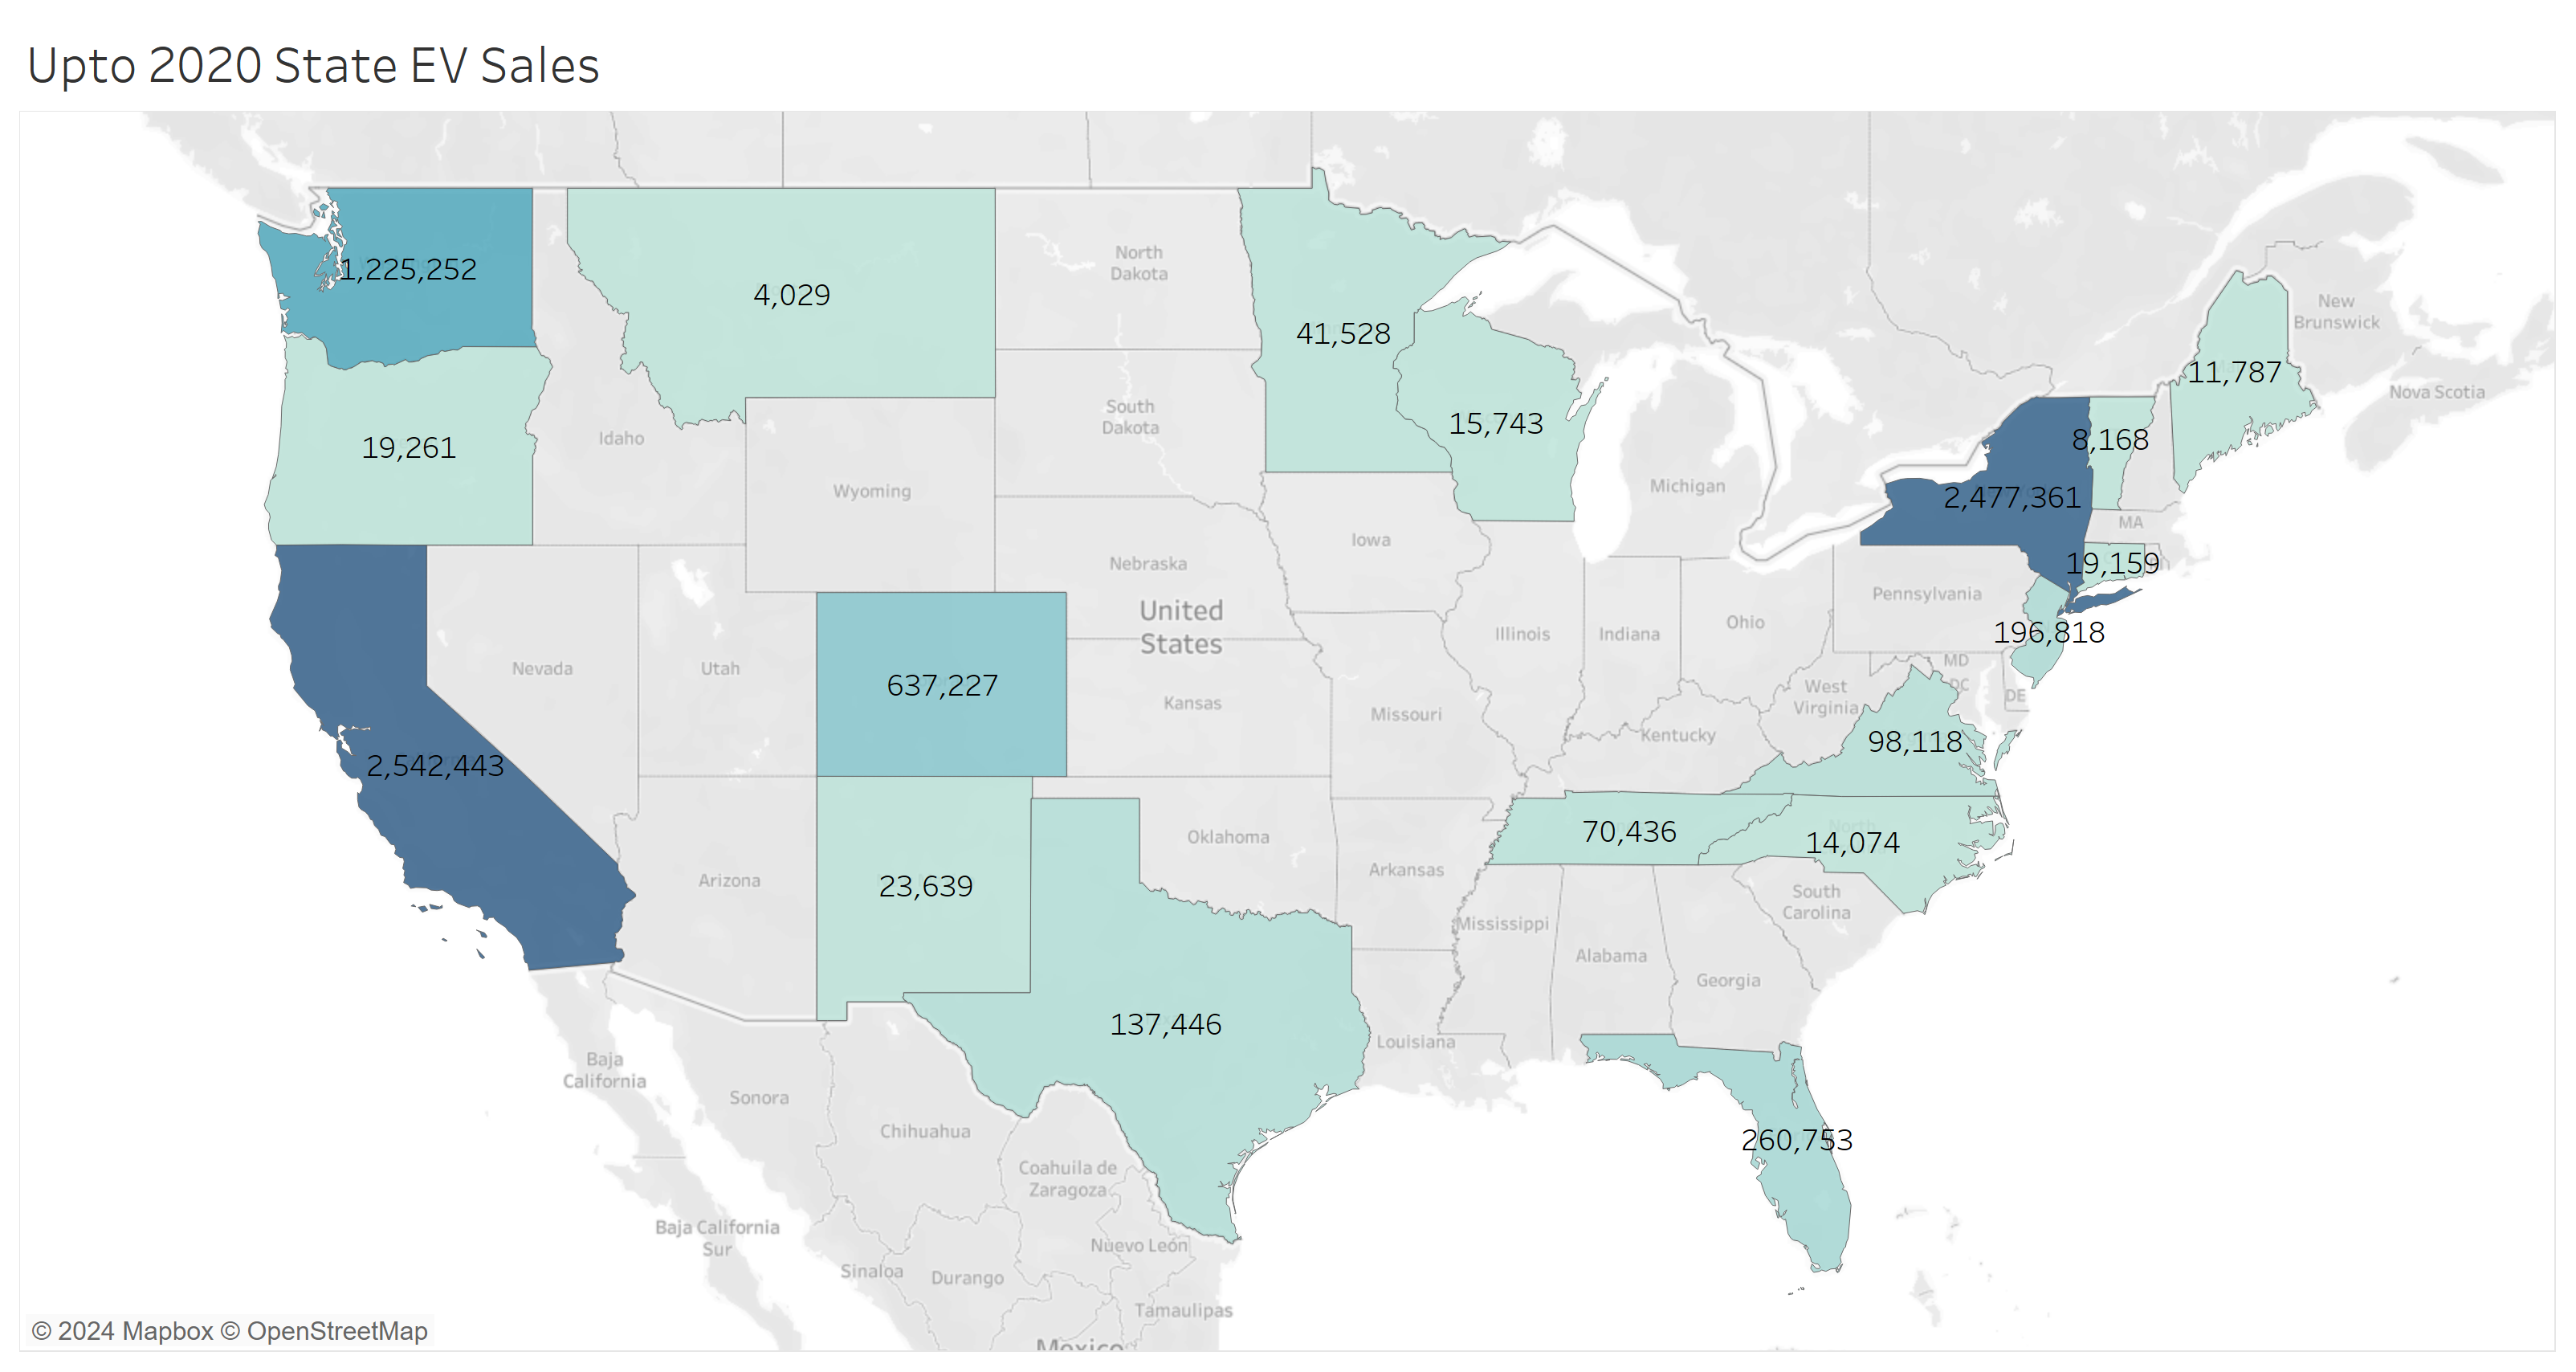 Upto 2020 State EV Sales
1,225,252
4,029
North
Dakota
41,528
New
Brunswick
11,787
Nova Scotia
19,261
Idaho
South
Dakota
15,743
8,168
Wyoming
Michigan
2,477,361
MA
Iowa
Nebraska
19,159
Pennsylvania
United
States
Illinois
Indiana
Ohio
196,818
Nevada
Utah
637,227
Kansas
MD
DC
DE
West
Virginia
Missouri
Kentucky
98,118
2,542,443
70,436
North
14,074
Oklahoma
Arkansas
Arizona
23,639
South
Carolina
Mississippi
Alabama
Georgia
137,446
Louisiana
Baja
California
Sonora
Chihuahua
260,753
Coahuila de
Zaragoza
Baja California
Sur
Nuevo León
Sinaloa
Durango
Tamaulipas
© 2024 Mapbox © OpenStreetMap
Mexico